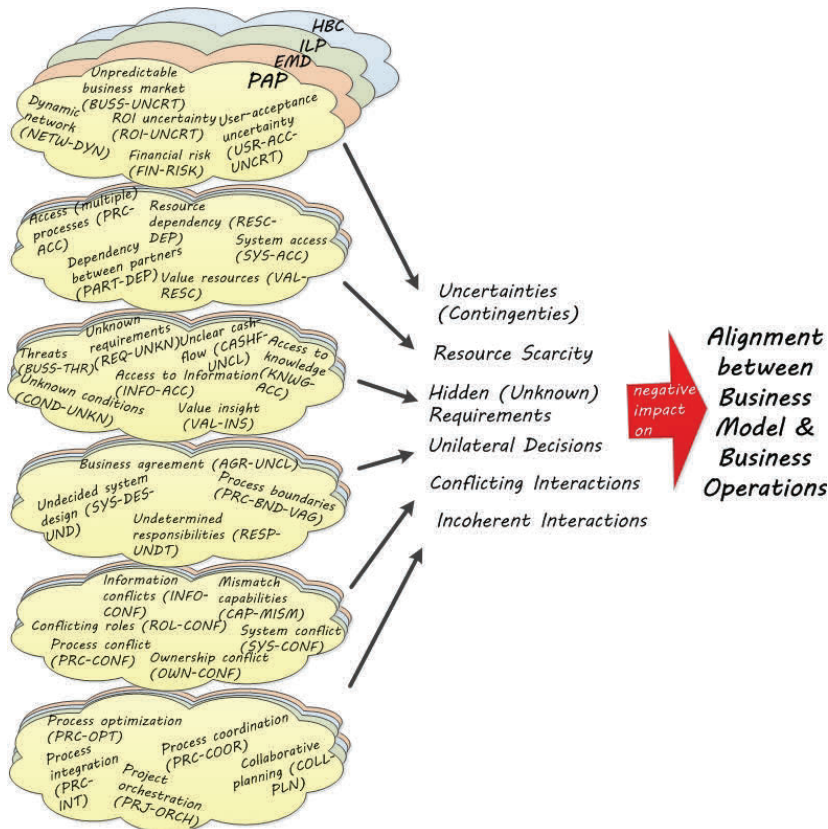 HBC
ILP
EMD
PAP
Unpredictable
business market
(BUSS-UNCRT)
Dynamic
network
(NETW-DYN)
ROI uncertainty
(ROI-UNCRT)
User-acceptance
uncertainty
(USR-ACC-
UNCRT)
Financial risk
(FIN-RISK)
Access (multiple)
processes (PRC-
ACC)
Resource
dependency (RESC-
DEP)
System access
(SYS-ACC)
Dependency
between partners
(PART-DEP)
Value resources (VAL-
RESC)
Unknown
requirements
(REQ-UNKN)
Unclear cash-
flow (CASHF-
UNCL)
Access to
knowledge
(KNWG-
ACC)
Threats
(BUSS-THR)
Access to Information
(INFO-ACC)
Unknown conditions
(COND-UNKN)
Value insight
(VAL-INS)
Business agreement (AGR-UNCL)
Undecided system
design (SYS-DES-
UND)
Process boundaries
(PRC-BND-VAG)
Undetermined
responsibilities (RESP-
UNDT)
Information
conflicts (INFO-
CONF)
Mismatch
capabilities
(CAP-MISM)
Conflicting roles (ROL-CONF)
System conflict
(SYS-CONF)
Process conflict
(PRC-CONF)
Ownership conflict
(OWN-CONF)
Process optimization
(PRC-OPT)
Process coordination
(PRC-COOR)
Process
integration
(PRC-
INT)
Project
orchestration
(PRJ-ORCH)
Collaborative
planning (COLL-
PLN)
Uncertainties
(Contingenties)
Resource Scarcity
Hidden (Unknown)
Requirements
Unilateral Decisions
Conflicting Interactions
Incoherent Interactions
negative
impact
on
Alignment
between
Business
Model &
Business
Operations